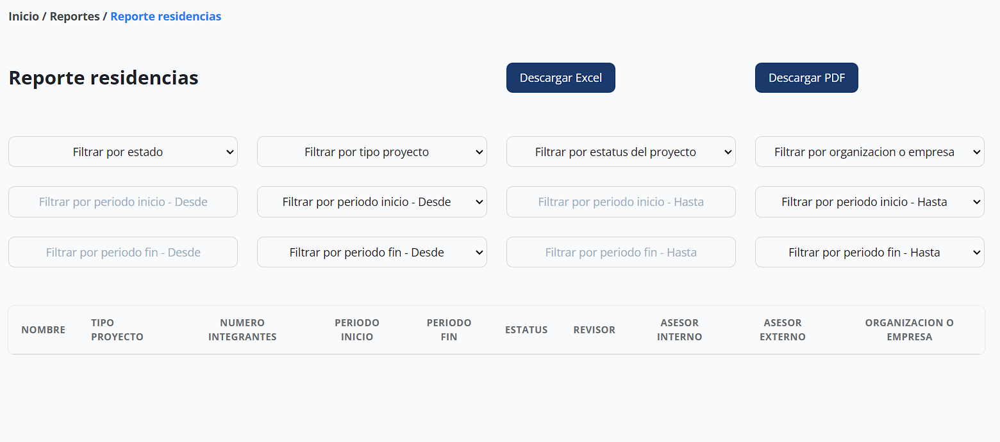 Inicio / Reportes / Reporte residencias
Reporte residencias
Descargar Excel
Descargar PDF
Filtrar por estado
Filtrar por tipo proyecto
Filtrar por estatus del proyecto
Filtrar por organizacion o empresa
Filtrar por periodo inicio - Desde
Filtrar por periodo inicio - Desde
Filtrar por periodo inicio - Hasta
Filtrar por periodo inicio - Hasta
Filtrar por periodo fin - Desde
Filtrar por periodo fin - Desde
Filtrar por periodo fin - Hasta
Filtrar por periodo fin - Hasta
NOMBRE
TIPO
PROYECTO
NUMERO
INTEGRANTES
PERIODO
INICIO
PERIODO
FIN
ESTATUS
REVISOR
ASESOR
INTERNO
ASESOR
EXTERNO
ORGANIZACION O
EMPRESA